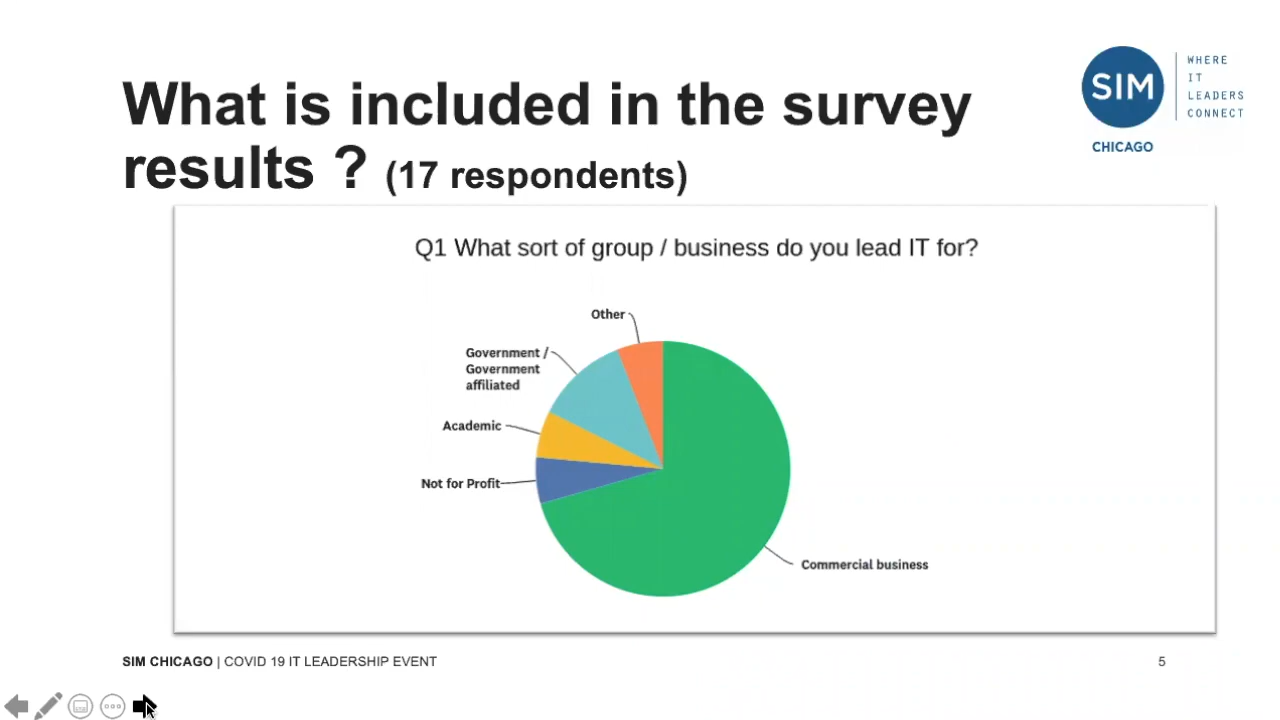 What is included in the survey
results ? (17 respondents)
SIM
WHERE
IT
LEADERS
CONNECT
CHICAGO
Q1 What sort of group / business do you lead IT for?
Other
Government /
Government
affiliated
Academic
Not for Profit
Commercial business
SIM CHICAGO | COVID 19 IT LEADERSHIP EVENT
5